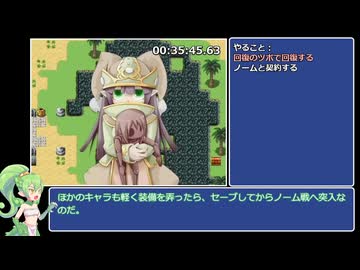 00:35:45.63
やること：
回復のツボで回復する
ノームと契約する
ほかのキャラも軽く装備を弄ったら、セーブしてからノーム戦へ突入な
のだ。